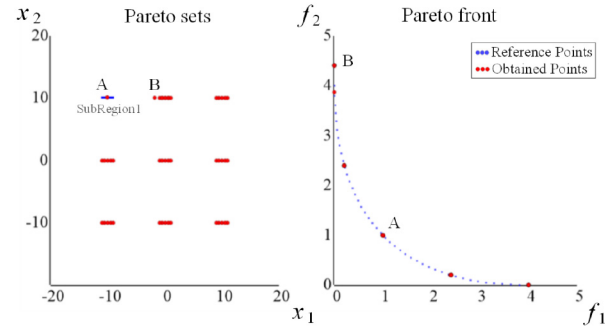 x2 Pareto sets
20
A B
10
SubRegion1
0
-10
-20 -10 0 10 20
x1
f2 Pareto front
5
B
Reference Points
Obtained Points
4
3
2
A
1
0
0 1 2 3 4 5
f1